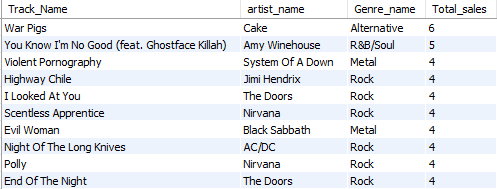 Track_Name artist_name Genre_name Total_sales
War Pigs Cake Alternative 6
You Know I'm No Good (feat. Ghostface Killah) Amy Winehouse R&B/Soul 5
Violent Pornography System Of A Down Metal 4
Highway Chile Jimi Hendrix Rock 4
I Looked At You The Doors Rock 4
Scentless Apprentice Nirvana Rock 4
Evil Woman Black Sabbath Metal 4
Night Of The Long Knives AC/DC Rock 4
Polly Nirvana Rock 4
End Of The Night The Doors Rock 4